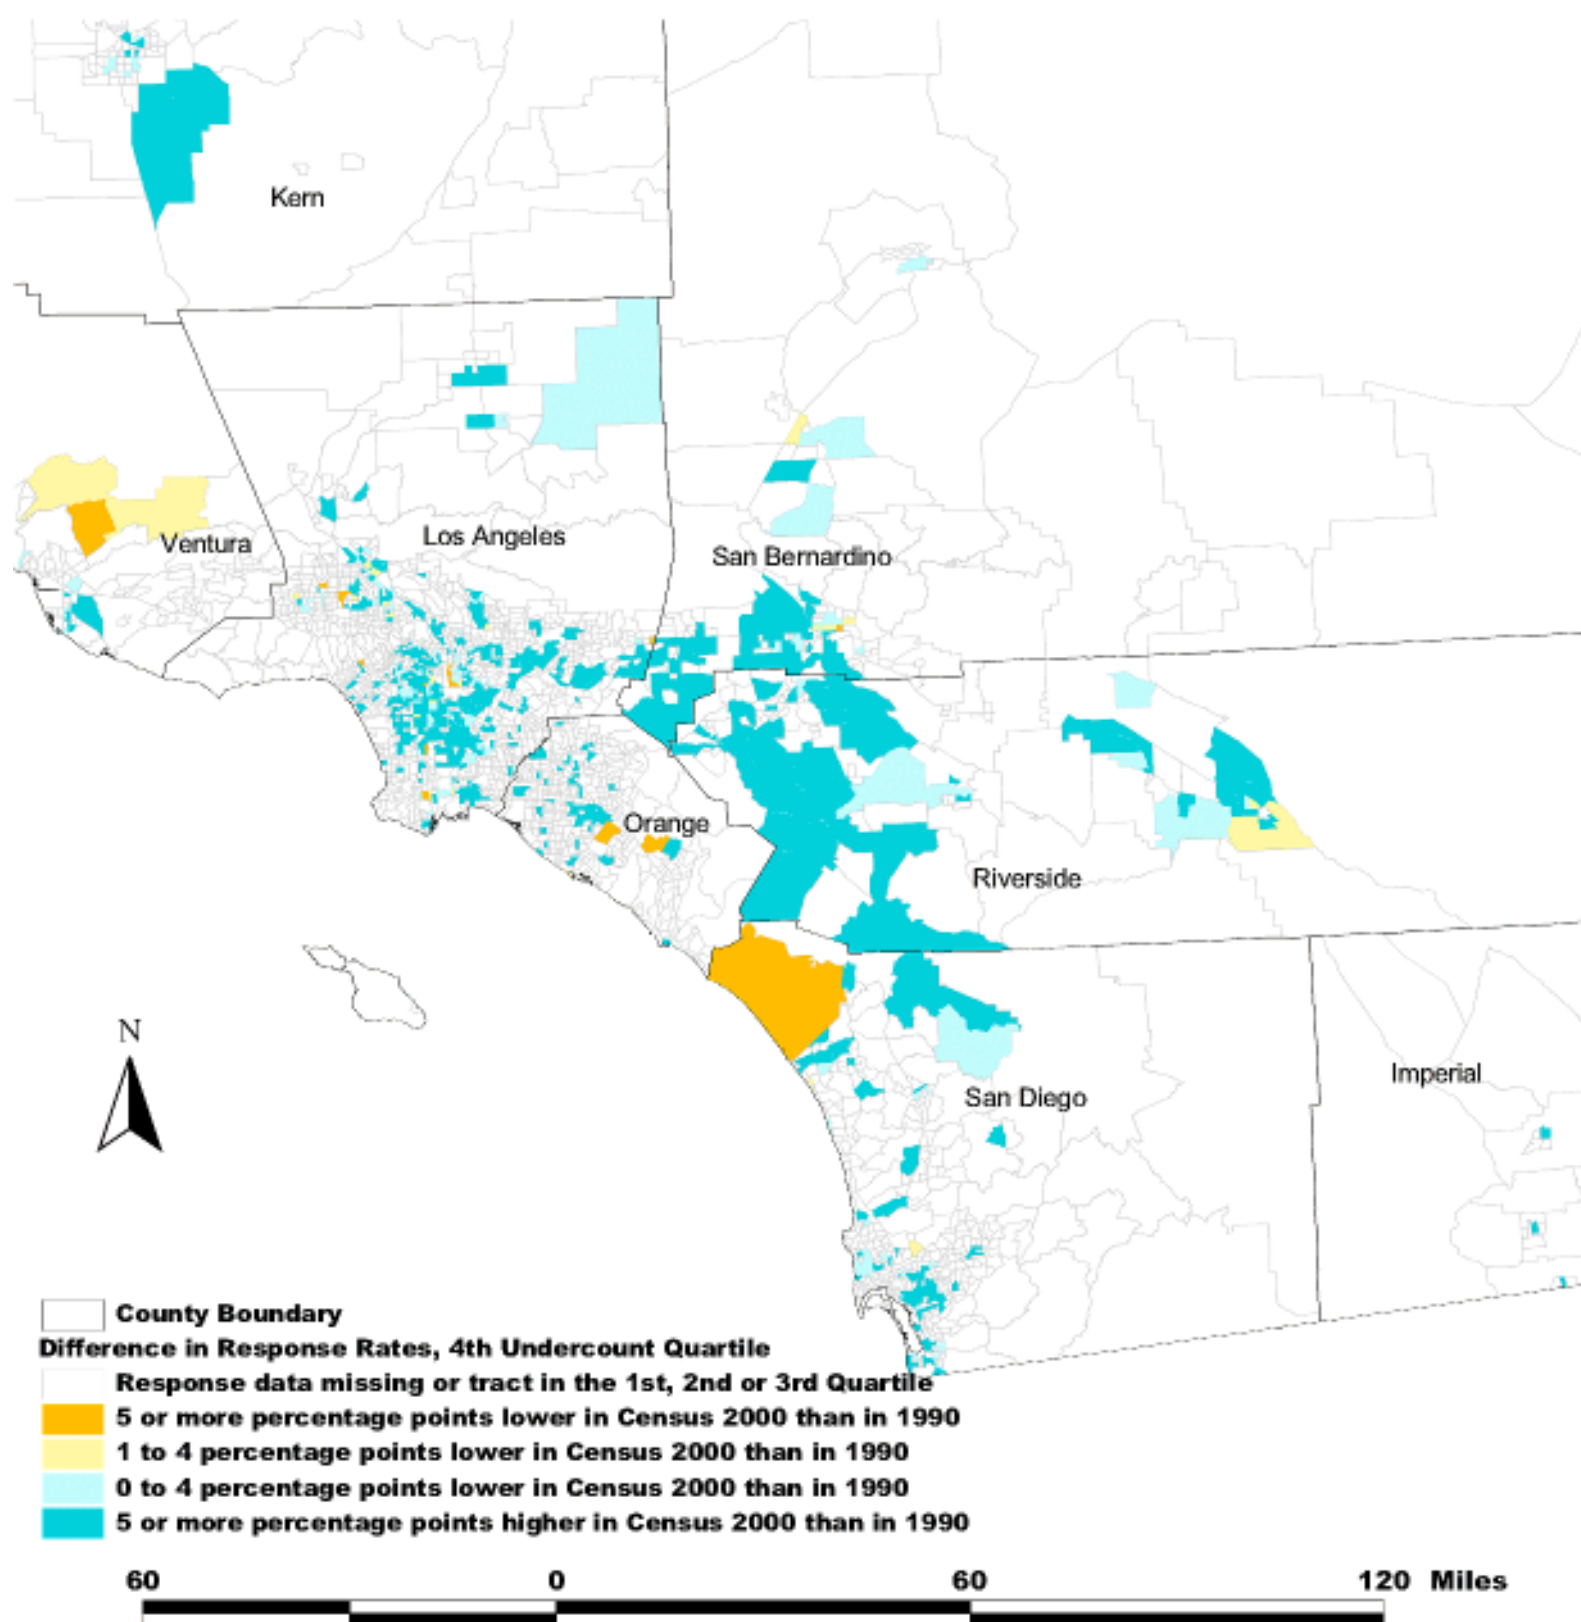 Kern
Ventura
Los Angeles
San Bernardino
Orange
Riverside
N
Imperial
San Diego
County Boundary
Difference in Response Rates, 4th Undercount Quartile
Response data missing or tract in the 1st, 2nd or 3rd Quartile
5 or more percentage points lower in Census 2000 than in 1990
1 to 4 percentage points lower in Census 2000 than in 1990
0 to 4 percentage points lower in Census 2000 than in 1990
5 or more percentage points higher in Census 2000 than in 1990
60 0 60 120 Miles